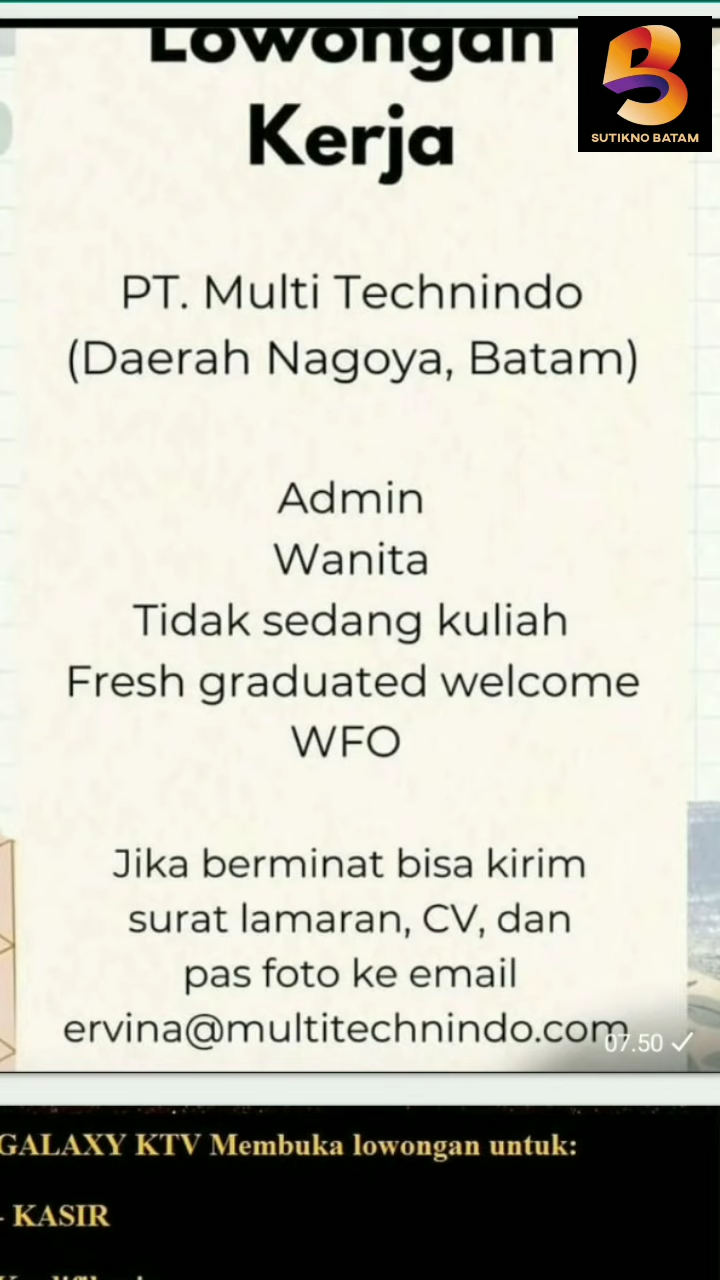 Lowongan
Kerja
SUTIKNO BATAM
PT. Multi Technindo
(Daerah Nagoya, Batam)
Admin
Wanita
Tidak sedang kuliah
Fresh graduated welcome
WFO
Jika berminat bisa kirim
surat lamaran, CV, dan
pas foto ke email
ervina@multitechnindo.com
07.50
GALAXY KTV Membuka lowongan untuk:
- KASIR